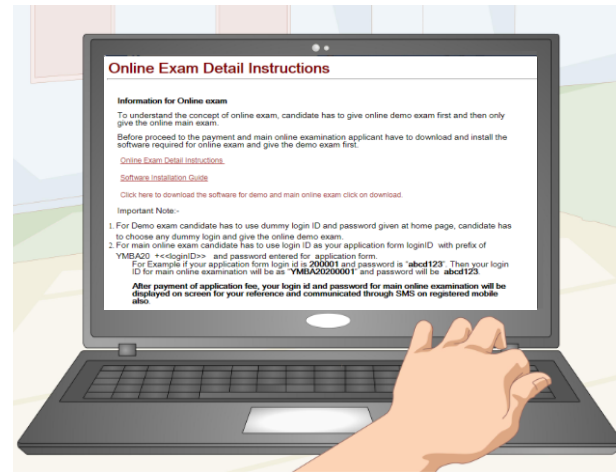 Online Exam Detail Instructions
Information for Online exam
To understand the concept of online exam, candidate has to give online demo exam first and then only
give the online main exam.
Before proceed to the payment and main online examination applicant have to download and install the
software required for online exam and give the demo exam first.
Online Exam Detail Instructions
Software Installation Guide
Click here to download the software for demo and main online exam click on download.
Important Note:-
1. For Demo exam candidate has to use dummy login ID and password given at home page, candidate has
to choose any dummy login and give the online demo exam.
2. For main online exam candidate has to use login ID as your application form loginID with prefix of
YMBA20 +<<loginID>> and password entered for application form.
For Example if your application form login id is 200001 and password is "abcd123". Then your login
ID for main online examination will be as "YMBA20200001" and password will be abcd123.
After payment of application fee, your login id and password for main online examination will be
displayed on screen for your reference and communicated through SMS on registered mobile
also.